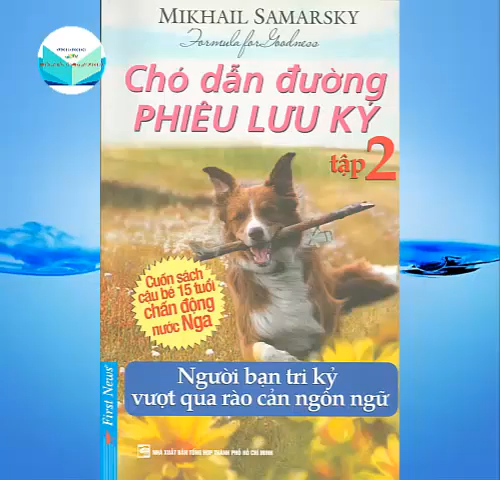 MIKHAIL SAMARSKY
Formula for Goodness
Chó dẫn đường
PHIÊU LƯU KÝ
tập 2
Cuốn sách
cậu bé 15 tuổi
chấn động
nước Nga
Người bạn tri kỷ
vượt qua rào cản ngôn ngữ
First News
NHÀ XUẤT BẢN TỔNG HỢP THÀNH PHỐ HỒ CHÍ MINH